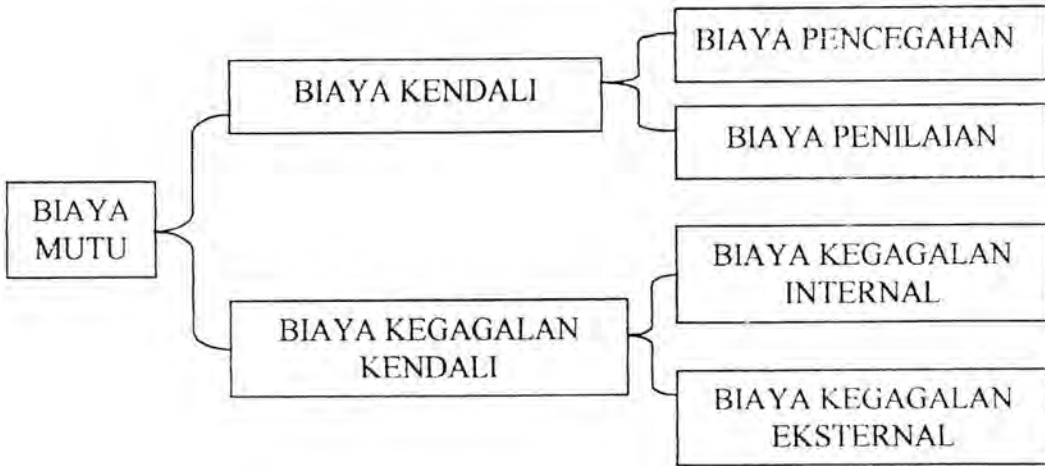 BIAYA PENCEGAHAN
BIAYA KENDALI
BIAYA PENILAIAN
BIAYA
MUTU
BIAYA KEGAGALAN
INTERNAL
BIAYA KEGAGALAN
KENDALI
BIAYA KEGAGALAN
EKSTERNAL